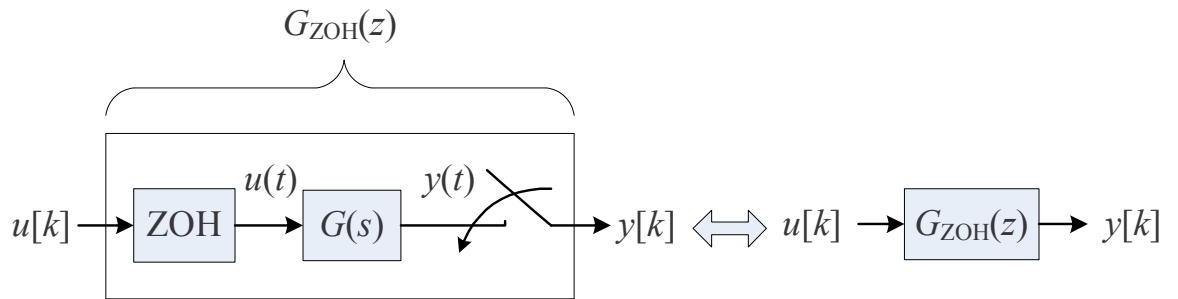 G_ZOH(z)
u(t) y(t)
u[k] ZOH G(s) y[k] u[k] G_ZOH(z) y[k]